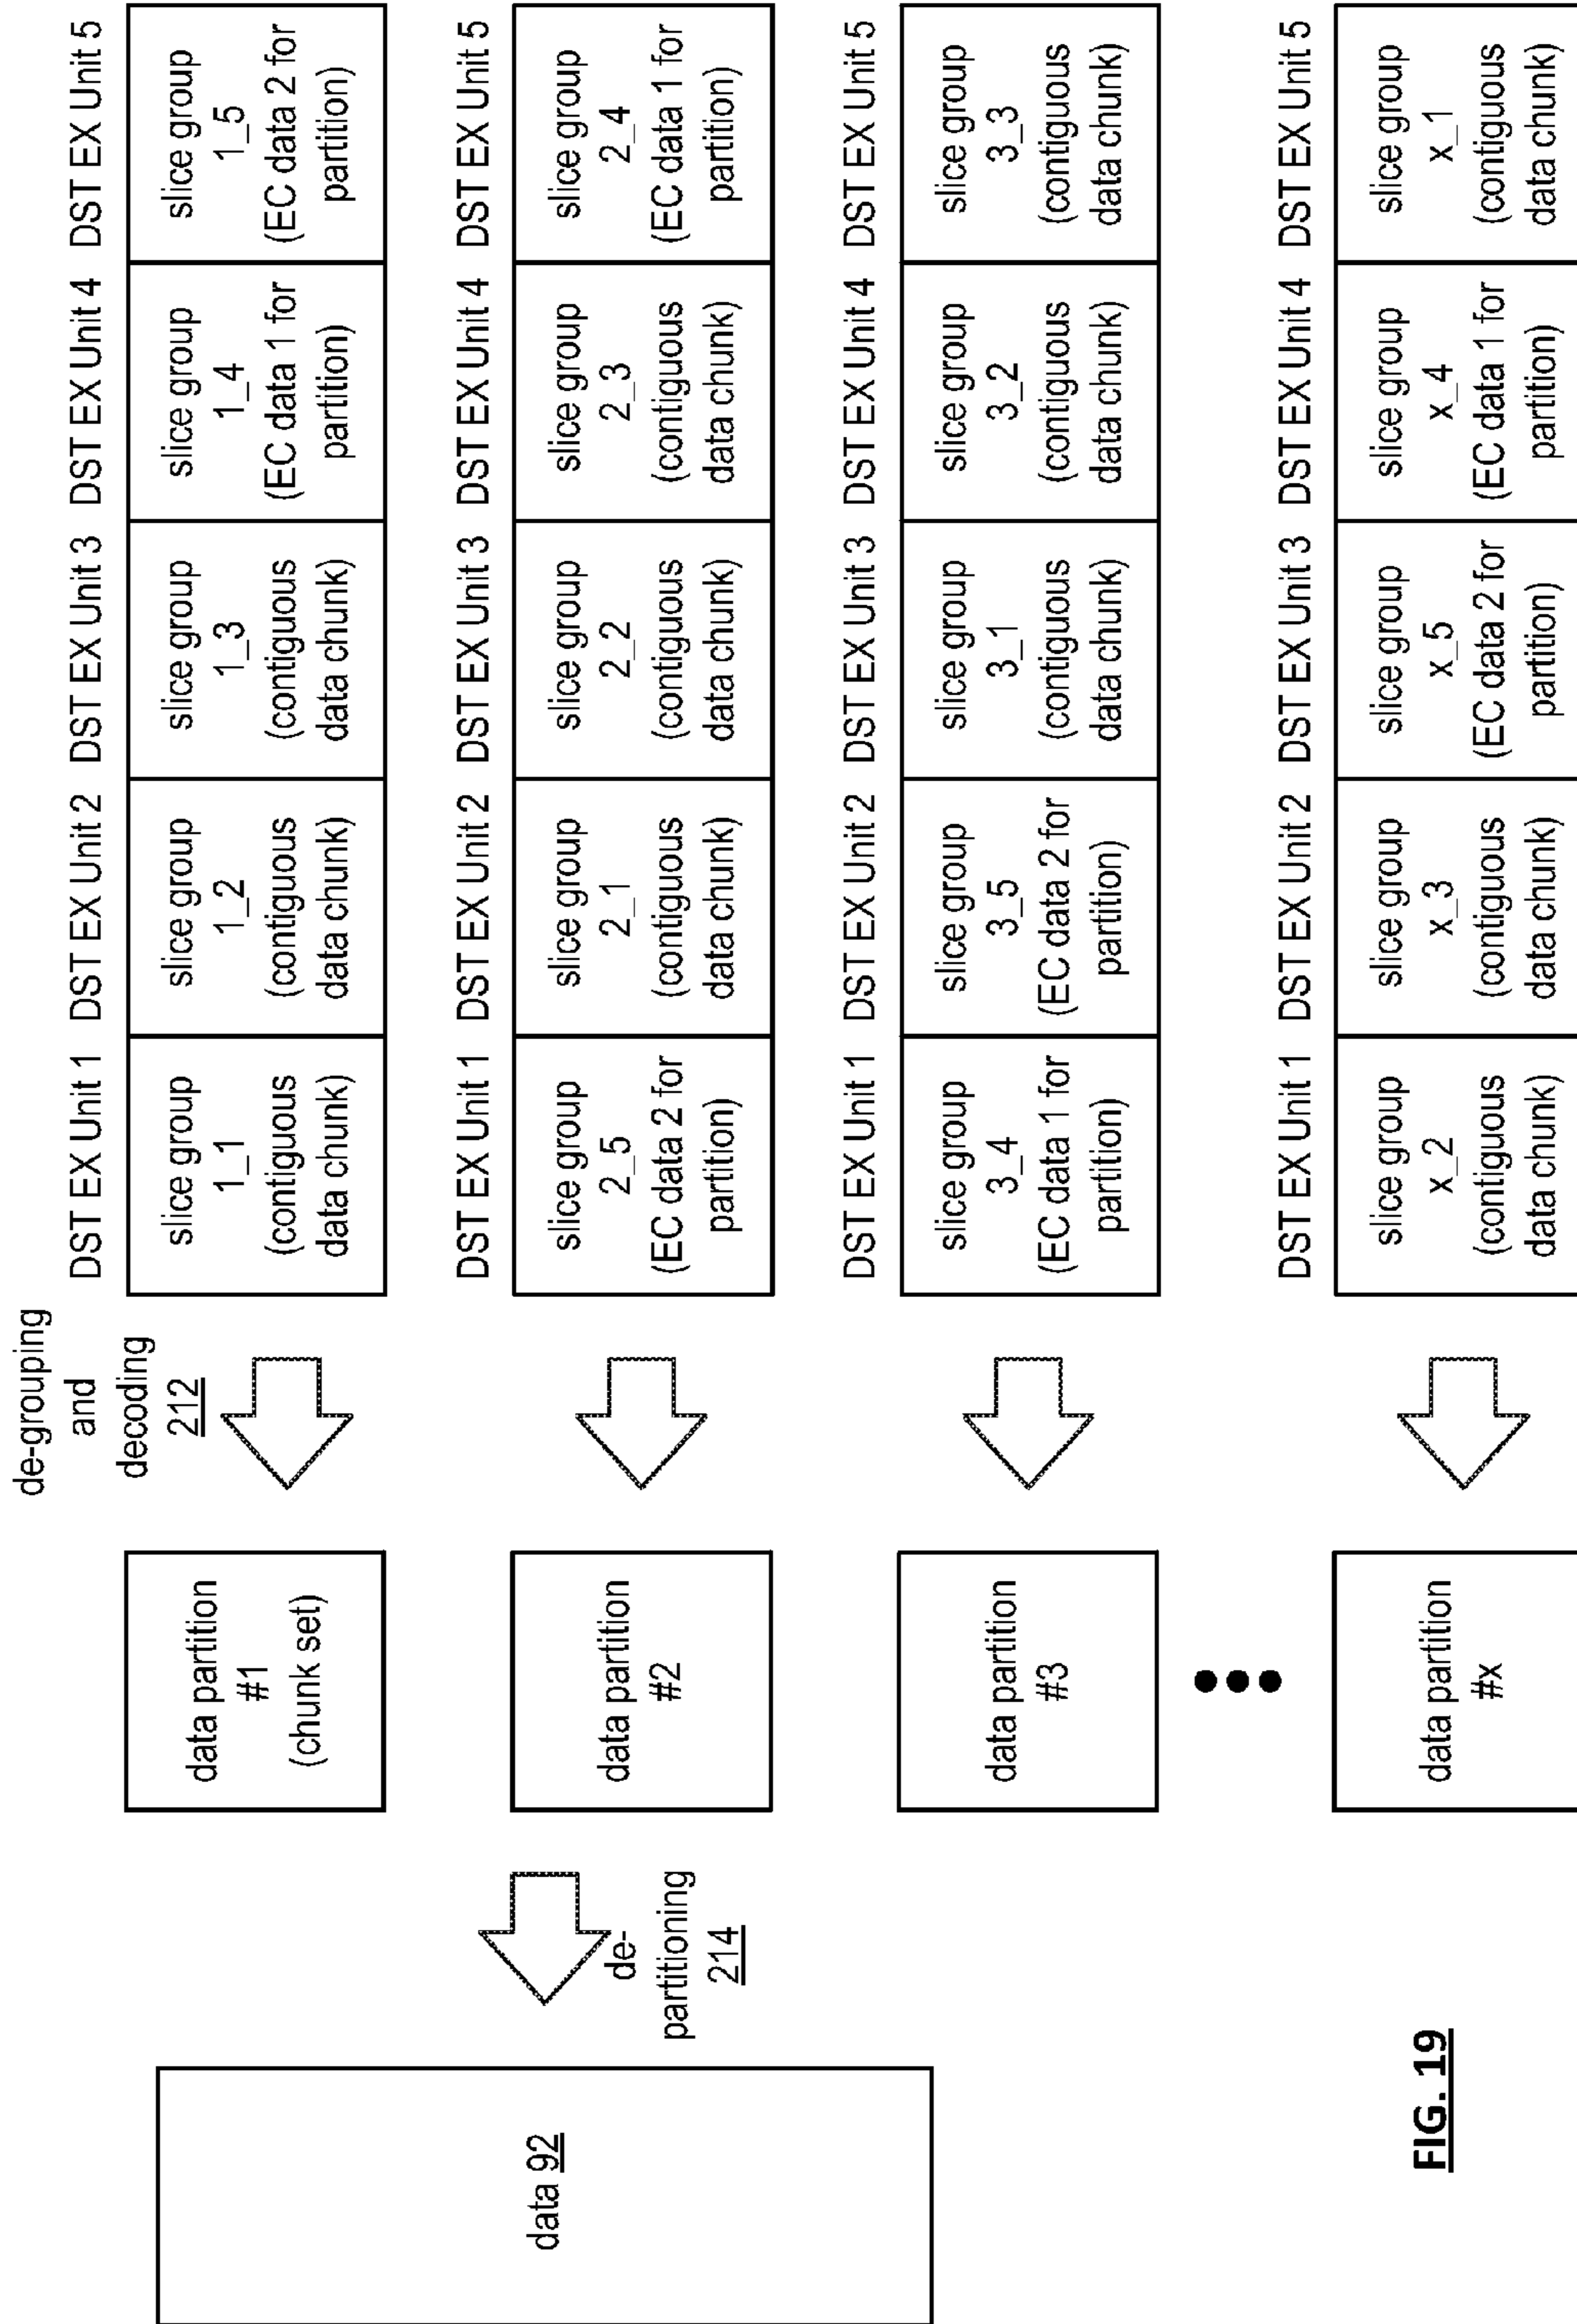 de-grouping
and
decoding
212
DST EX Unit 1 DST EX Unit 2 DST EX Unit 3 DST EX Unit 4 DST EX Unit 5
data partition
#1
(chunk set)
slice group
1_1
(contiguous
data chunk)
slice group
1_2
(contiguous
data chunk)
slice group
1_3
(contiguous
data chunk)
slice group
1_4
(EC data 1 for
partition)
slice group
1_5
(EC data 2 for
partition)
data 92
de-
partitioning
214
DST EX Unit 1 DST EX Unit 2 DST EX Unit 3 DST EX Unit 4 DST EX Unit 5
data partition
#2
slice group
2_5
(EC data 2 for
partition)
slice group
2_1
(contiguous
data chunk)
slice group
2_2
(contiguous
data chunk)
slice group
2_3
(contiguous
data chunk)
slice group
2_4
(EC data 1 for
partition)
DST EX Unit 1 DST EX Unit 2 DST EX Unit 3 DST EX Unit 4 DST EX Unit 5
data partition
#3
slice group
3_4
(EC data 1 for
partition)
slice group
3_5
(EC data 2 for
partition)
slice group
3_1
(contiguous
data chunk)
slice group
3_2
(contiguous
data chunk)
slice group
3_3
(contiguous
data chunk)
DST EX Unit 1 DST EX Unit 2 DST EX Unit 3 DST EX Unit 4 DST EX Unit 5
data partition
#x
slice group
x_2
(contiguous
data chunk)
slice group
x_3
(contiguous
data chunk)
slice group
x_5
(EC data 2 for
partition)
slice group
x_4
(EC data 1 for
partition)
slice group
x_1
(contiguous
data chunk)
FIG. 19